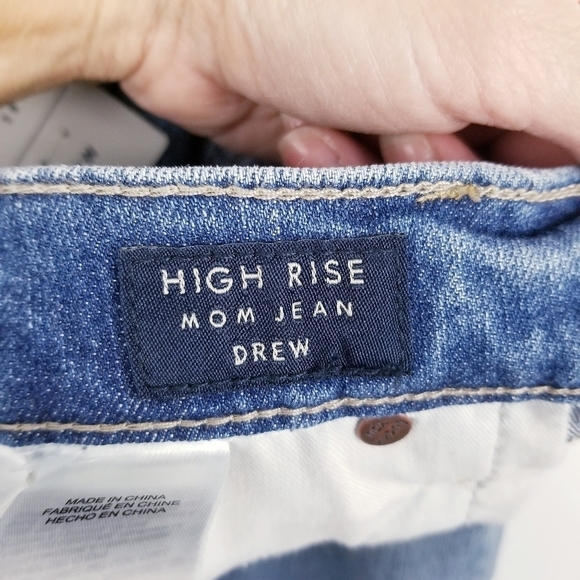 HIGH RISE
MOM JEAN
DREW
MADE IN CHINA
FABRIQUÉ EN CHINE
HECHO EN CHINA